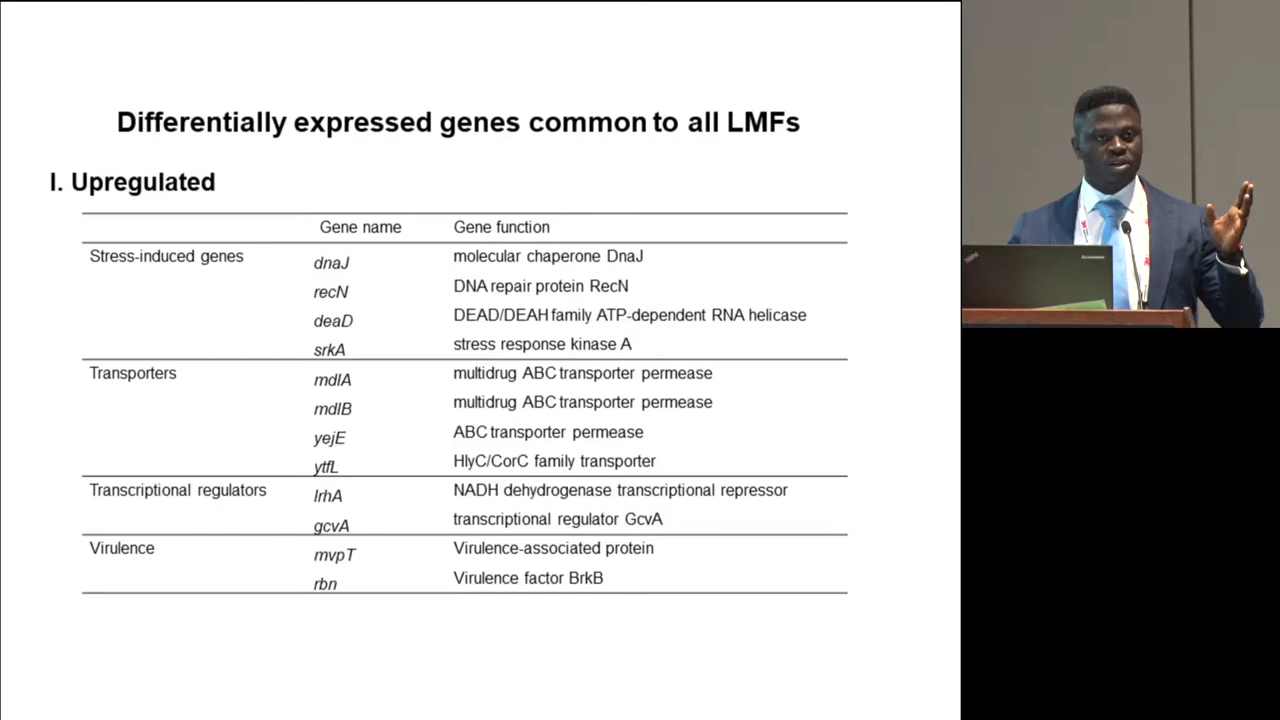 Differentially expressed genes common to all LMFs
I. Upregulated
Gene name Gene function
Stress-induced genes dnaJ molecular chaperone DnaJ
recN DNA repair protein RecN
deaD DEAD/DEAH family ATP-dependent RNA helicase
srkA stress response kinase A
Transporters mdlA multidrug ABC transporter permease
mdlB multidrug ABC transporter permease
yejE ABC transporter permease
ytfL HlyC/CorC family transporter
Transcriptional regulators lrhA NADH dehydrogenase transcriptional repressor
gcvA transcriptional regulator GcvA
Virulence mvpT Virulence-associated protein
rbn Virulence factor BrkB